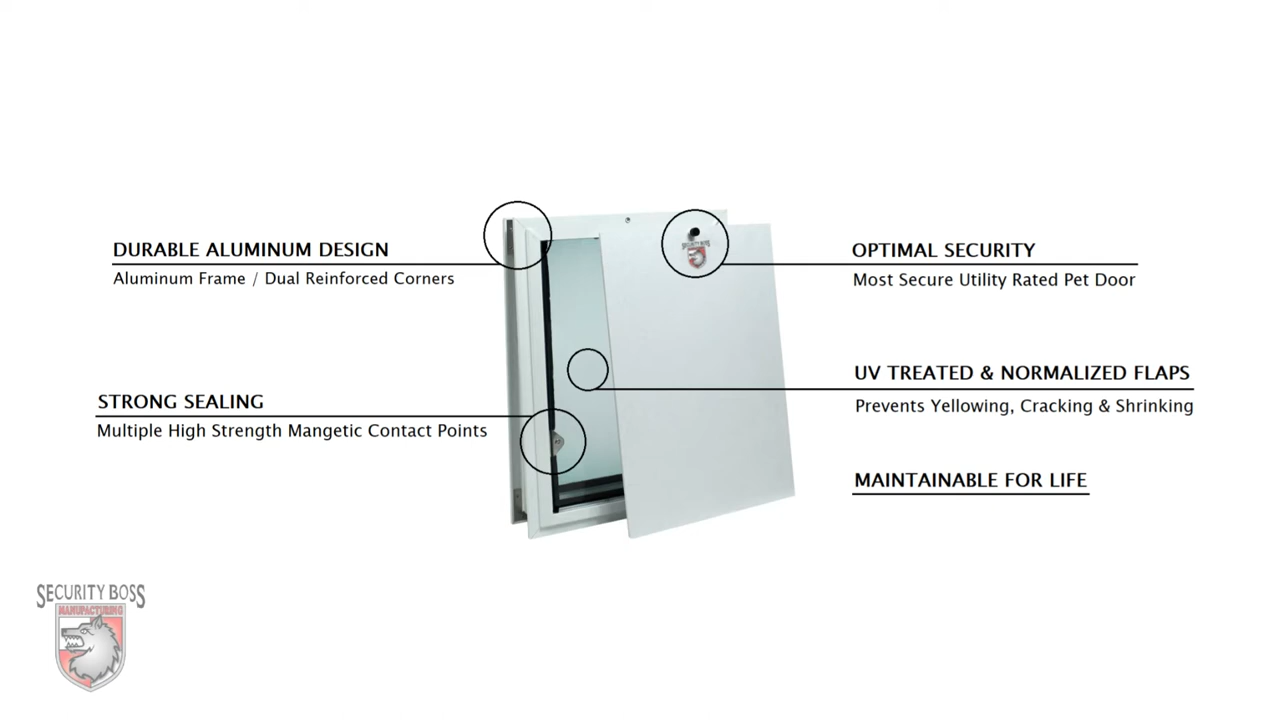 DURABLE ALUMINUM DESIGN
Aluminum Frame / Dual Reinforced Corners
STRONG SEALING
Multiple High Strength Mangetic Contact Points
SECURITY BOSS
OPTIMAL SECURITY
Most Secure Utility Rated Pet Door
UV TREATED & NORMALIZED FLAPS
Prevents Yellowing, Cracking & Shrinking
MAINTAINABLE FOR LIFE
SECURITY BOSS
MANUFACTURING